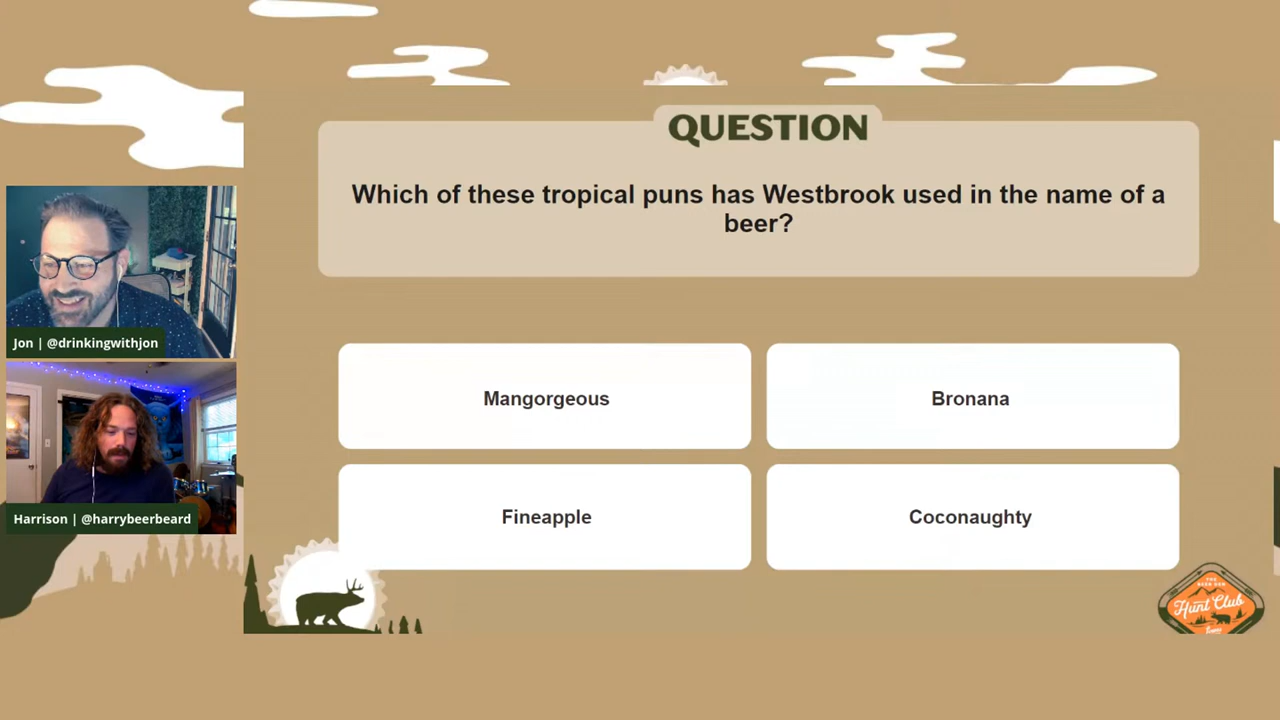 QUESTION
Which of these tropical puns has Westbrook used in the name of a
beer?
Mangorgeous
Bronana
Fineapple
Coconaughty
Jon | @drinkingwithjon
Harrison | @harrybeerbeard
Hunt Club